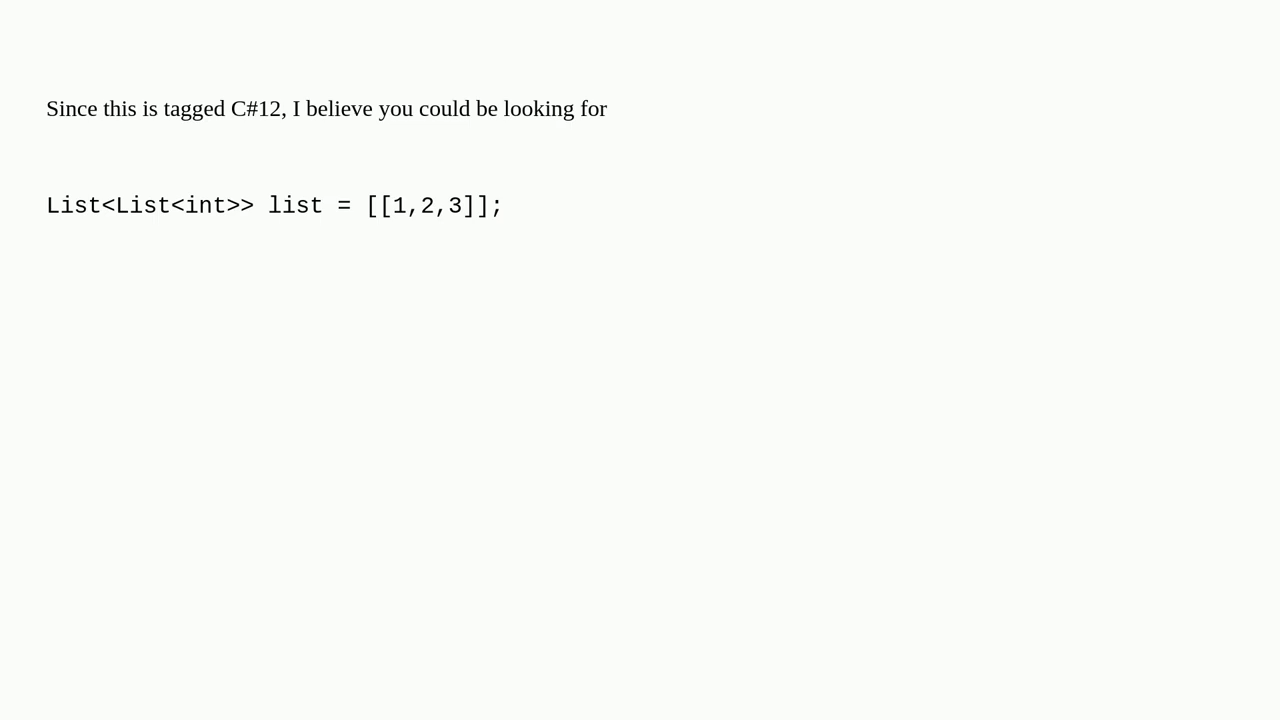 Since this is tagged C#12, I believe you could be looking for
List<List<int>> list = [[1,2,3]];